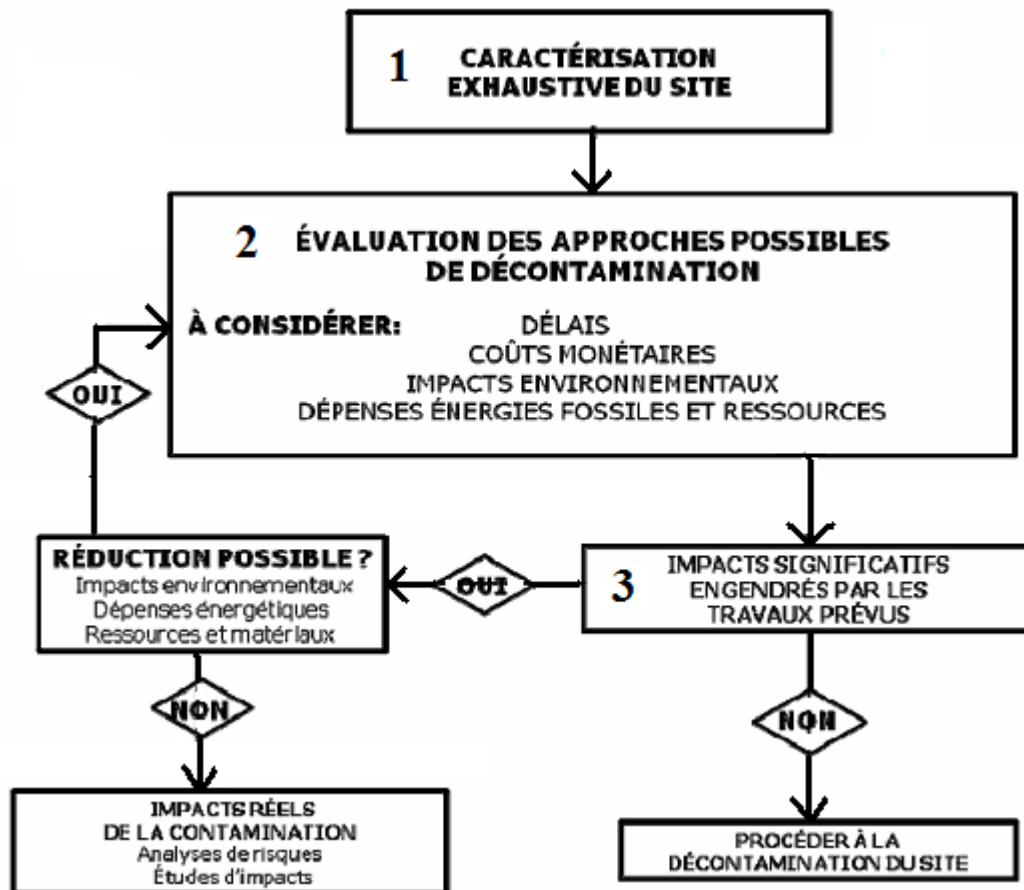 1 CARACTÉRISATION
EXHAUSTIVE DU SITE
2 ÉVALUATION DES APPROCHES POSSIBLES
DE DÉCONTAMINATION
À CONSIDÉRER: DÉLAIS
COÛTS MONÉTAIRES
IMPACTS ENVIRONNEMENTAUX
DÉPENSES ÉNERGIES FOSSILES ET RESSOURCES
OUI
RÉDUCTION POSSIBLE ?
Impacts environnementaux
Dépenses énergétiques
Ressources et matériaux
OUI
3 IMPACTS SIGNIFICATIFS
ENGENDRÉS PAR LES
TRAVAUX PRÉVUS
NON
NON
IMPACTS RÉELS
DE LA CONTAMINATION
Analyses de risques
Études d'impacts
PROCÉDER À LA
DÉCONTAMINATION DU SITE